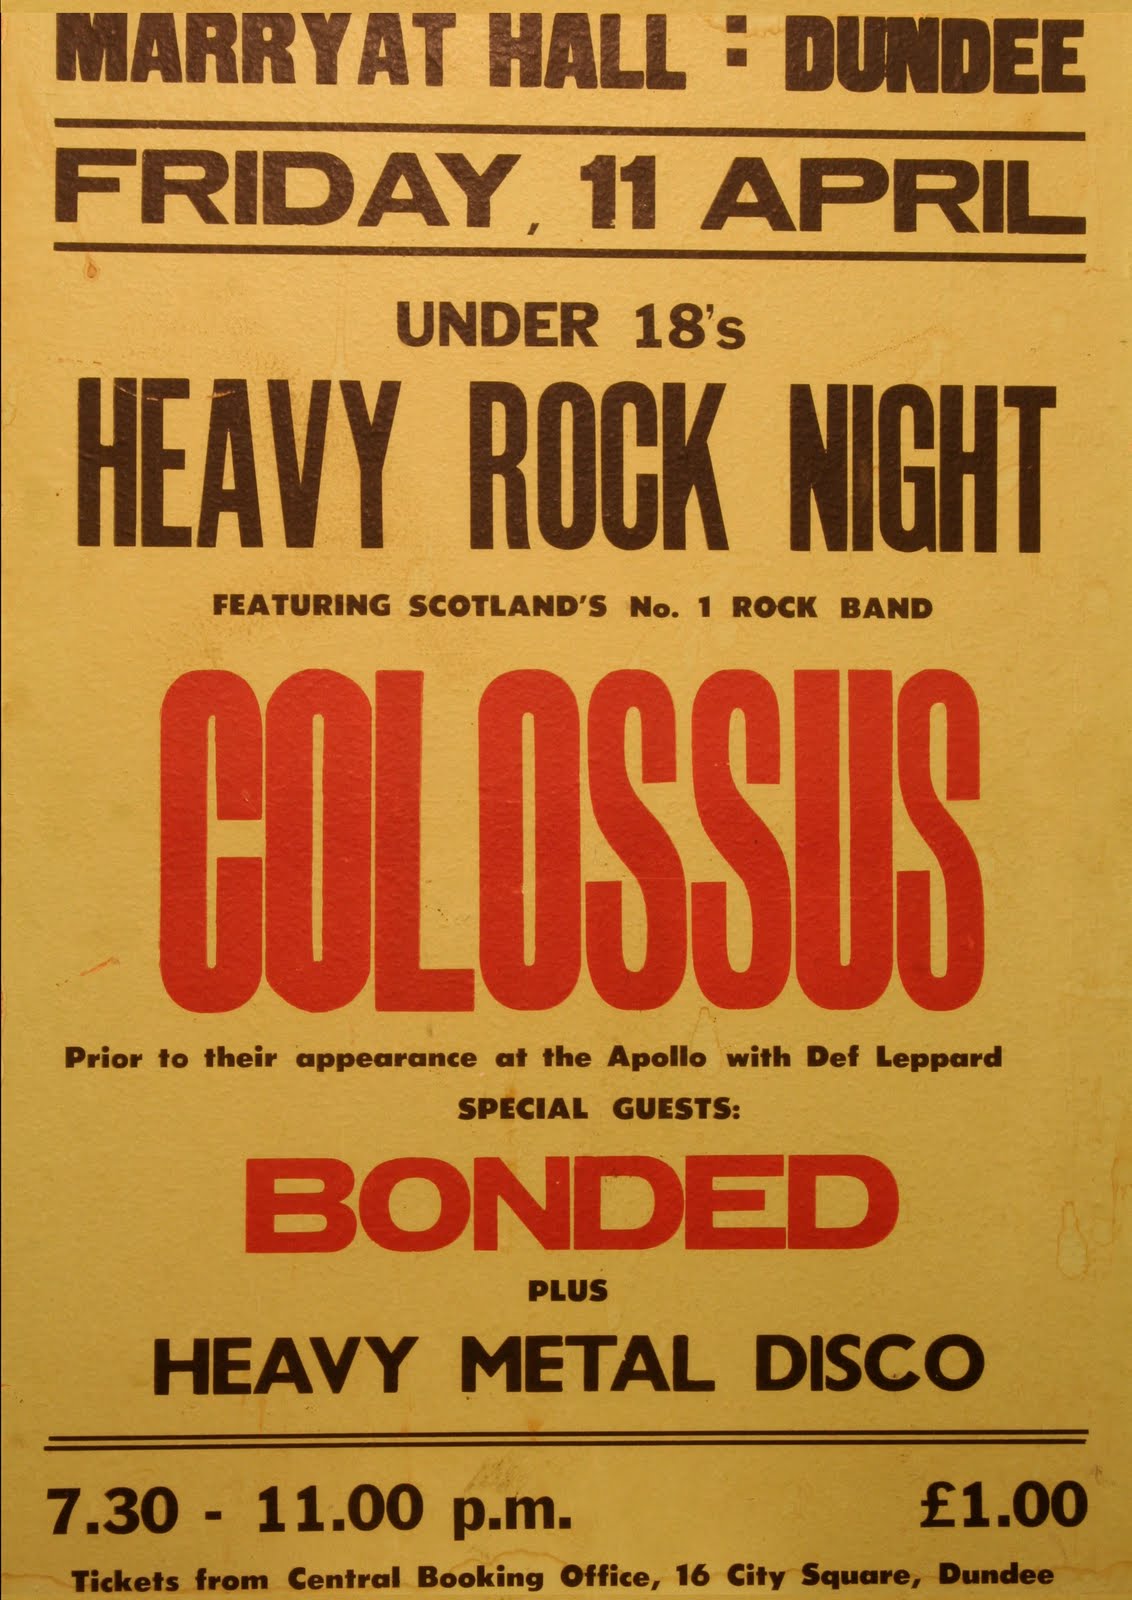 MARRYAT HALL : DUNDEE
FRIDAY, 11 APRIL
UNDER 18's
HEAVY ROCK NIGHT
FEATURING SCOTLAND'S No. 1 ROCK BAND
COLOSSUS
Prior to their appearance at the Apollo with Def Leppard
SPECIAL GUESTS:
BONDED
PLUS
HEAVY METAL DISCO
7.30 - 11.00 p.m. £1.00
Tickets from Central Booking Office, 16 City Square, Dundee